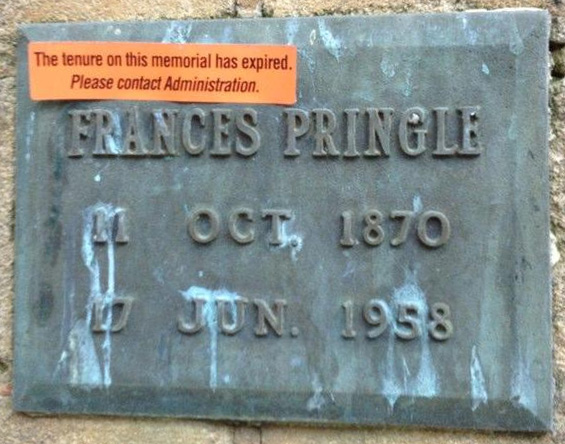 The tenure on this memorial has expired.
Please contact Administration.
FRANCES PRINGLE
11 OCT. 1870
17 JUN. 1958